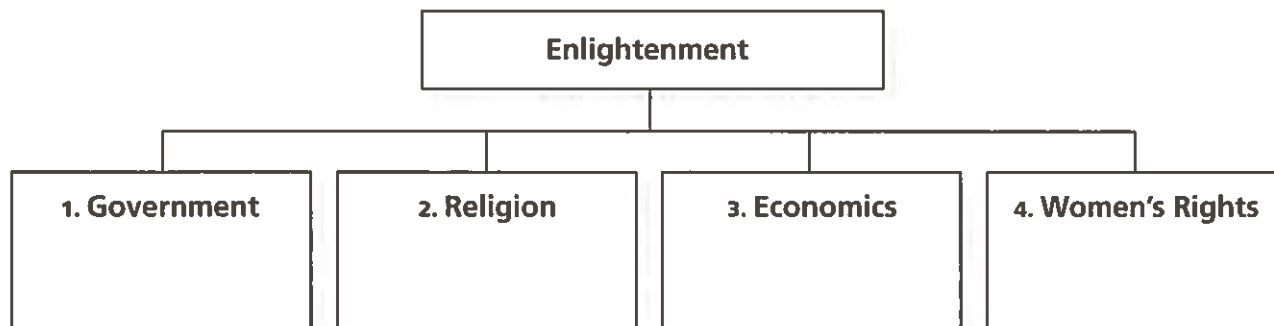 Enlightenment
1. Government
2. Religion
3. Economics
4. Women's Rights